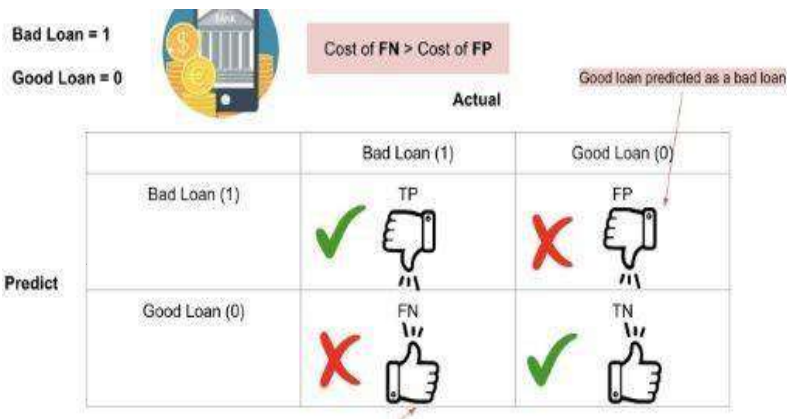 BANK
Bad Loan = 1
Good Loan = 0
Cost of FN > Cost of FP
Good loan predicted as a bad loan
Actual
Bad Loan (1) Good Loan (0)
Bad Loan (1) TP FP
Predict
Good Loan (0) FN TN